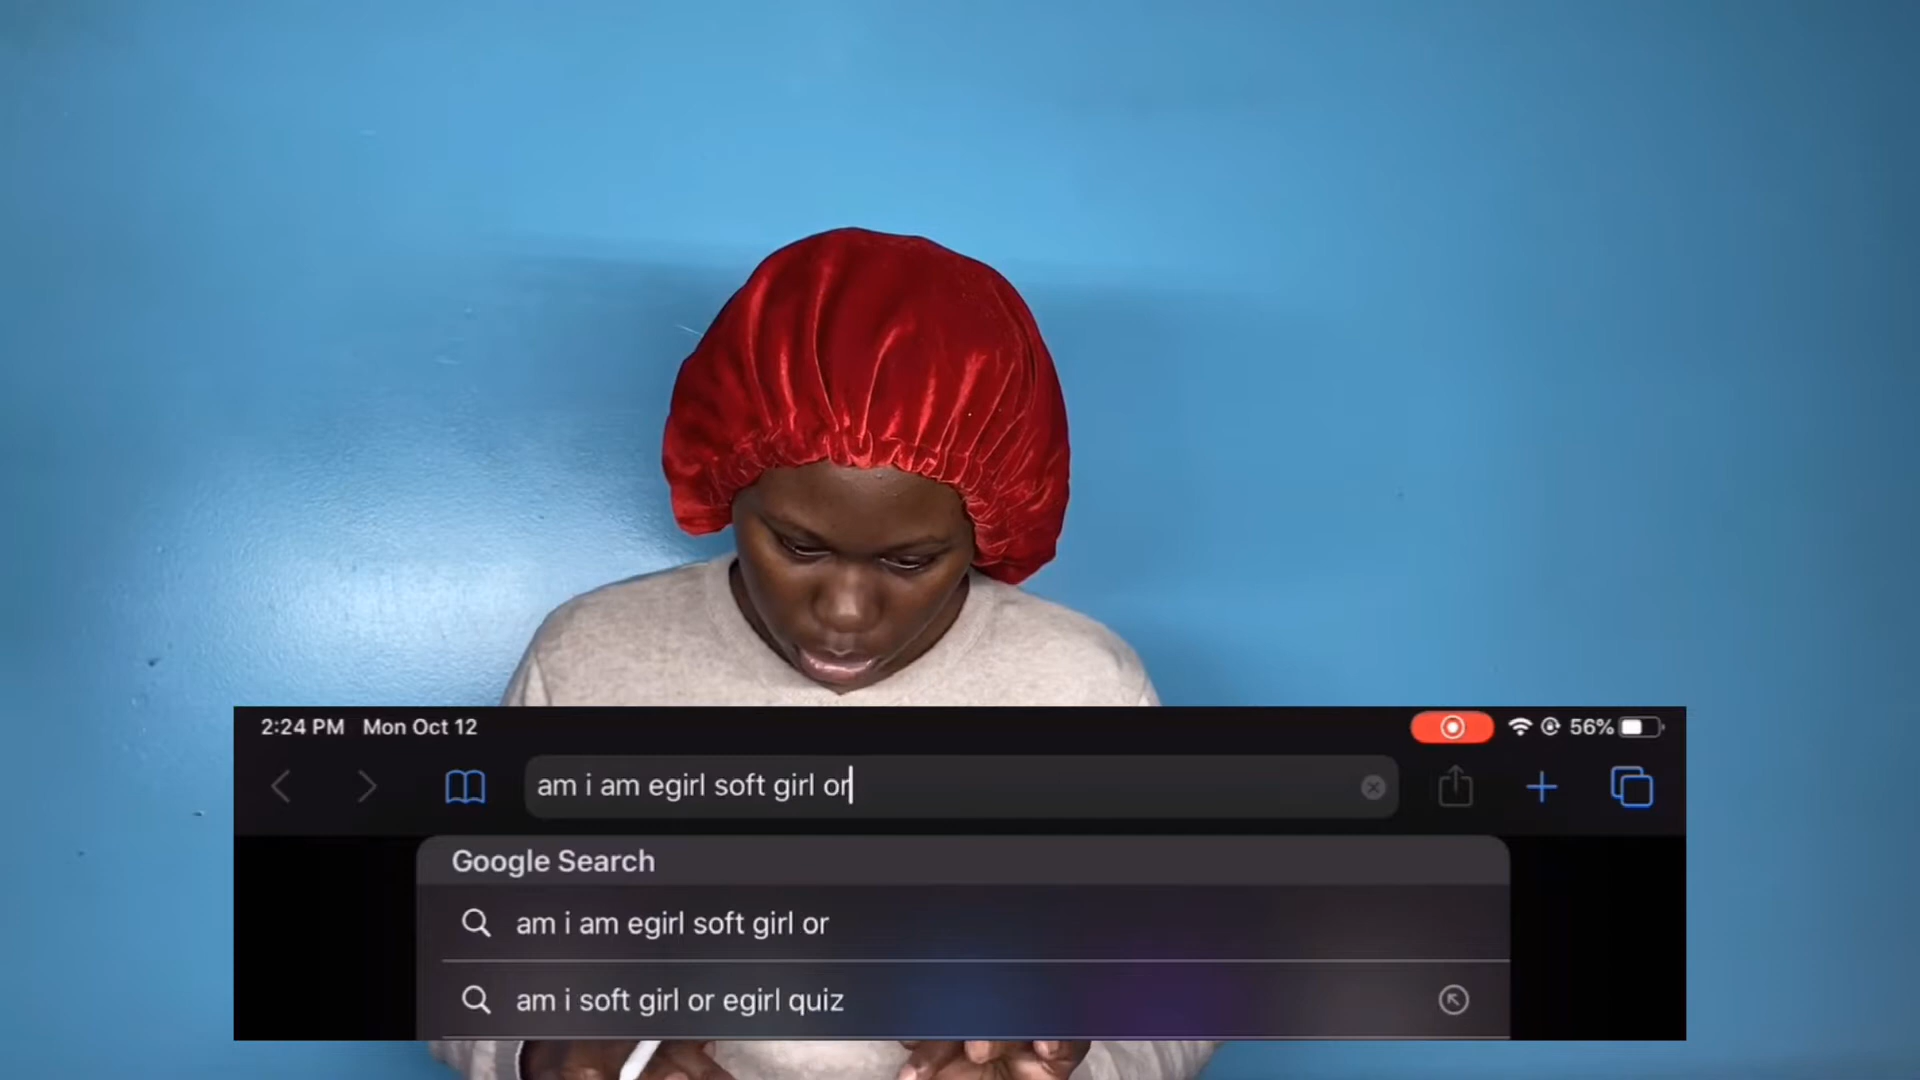 2:24 PM Mon Oct 12 56%
am i am egirl soft girl or
Google Search
am i am egirl soft girl or
am i soft girl or egirl quiz